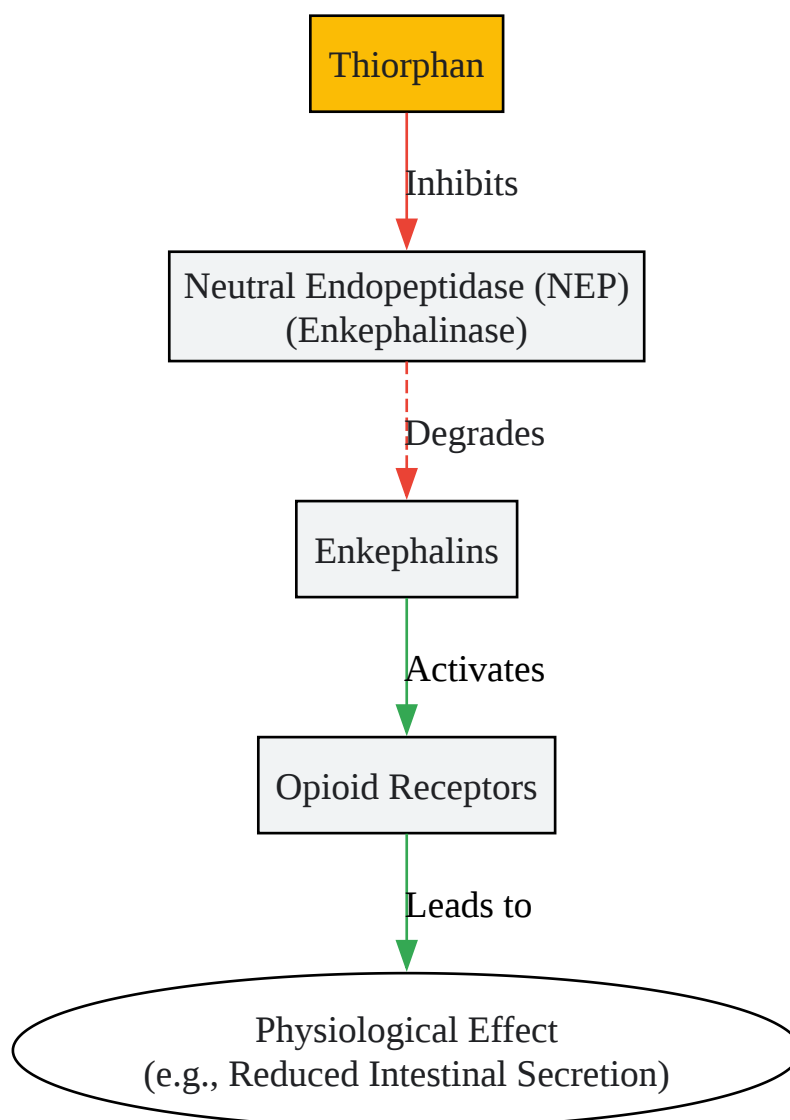 Thiorphan
Inhibits
Neutral Endopeptidase (NEP)
(Enkephalinase)
Degrades
Enkephalins
Activates
Opioid Receptors
Leads to
Physiological Effect
(e.g., Reduced Intestinal Secretion)